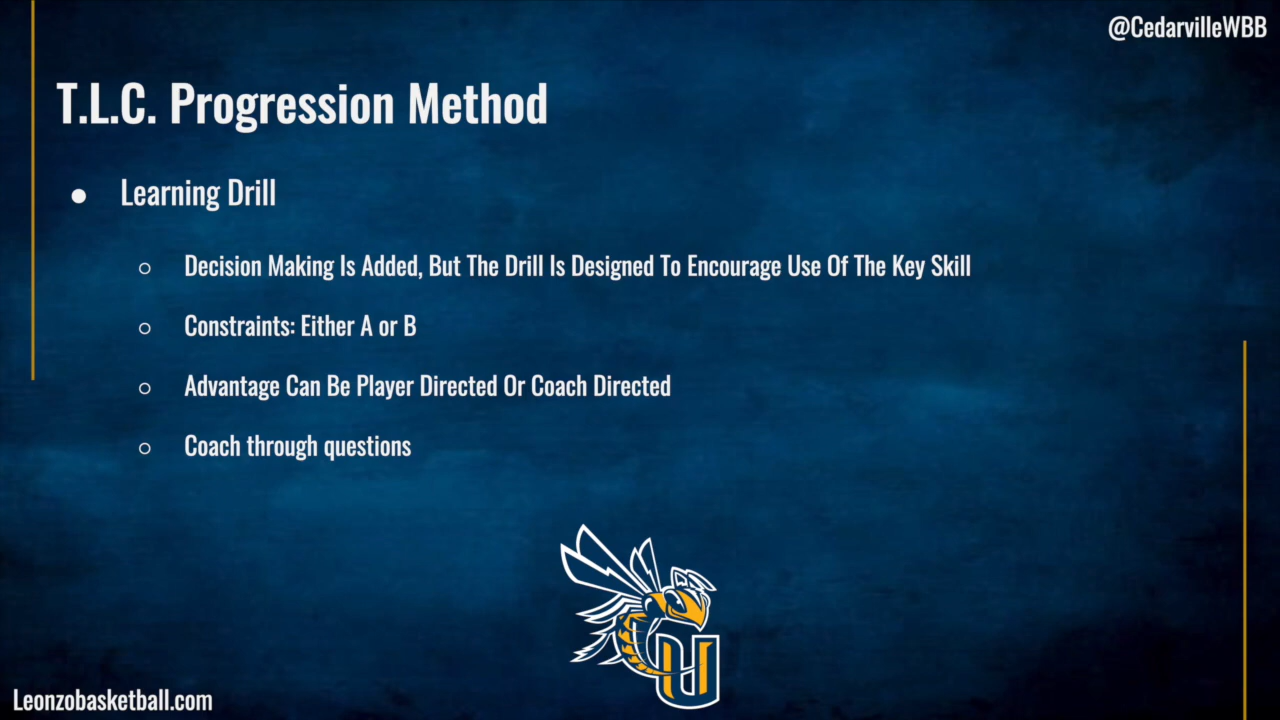 @CedarvilleWBB
T.L.C. Progression Method
● Learning Drill
○ Decision Making Is Added, But The Drill Is Designed To Encourage Use Of The Key Skill
○ Constraints: Either A or B
○ Advantage Can Be Player Directed Or Coach Directed
○ Coach through questions
U
Leonzobasketball.com